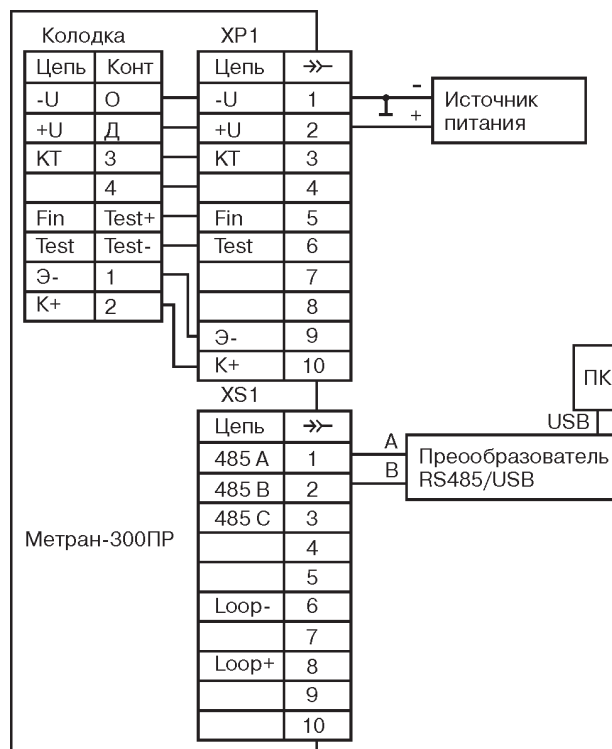 Колодка
Цепь Конт
-U О
+U Д
КТ 3
4
Fin Test+
Test Test-
Э- 1
К+ 2
XP1
Цепь
-U 1
+U 2
КТ 3
4
Fin 5
Test 6
7
8
Э- 9
К+ 10
-
+
Источник
питания
XS1
Цепь
485 A 1
485 B 2
485 C 3
4
5
Loop- 6
7
Loop+ 8
9
10
A
B
ПК
USB
Преообразователь
RS485/USB
Метран-300ПР